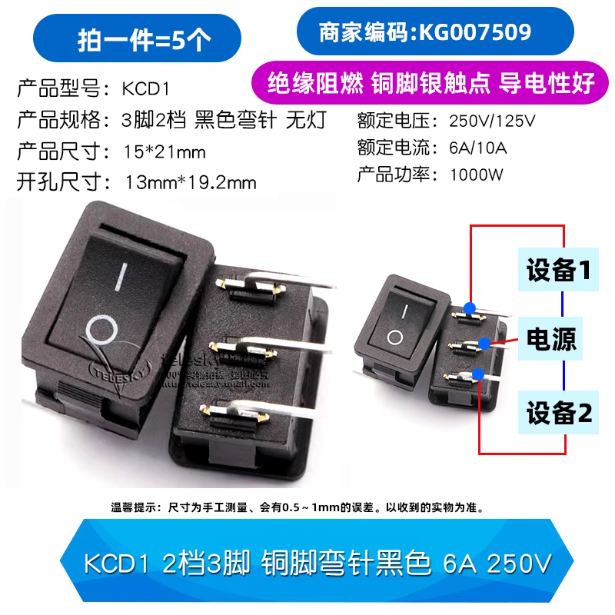 拍一件=5个
商家编码:KG007509
绝缘阻燃 铜脚银触点 导电性好
产品型号: KCD1
产品规格: 3脚2档 黑色弯针 无灯
产品尺寸: 15*21mm
开孔尺寸: 13mm*19.2mm
额定电压: 250V/125V
额定电流: 6A/10A
产品功率: 1000W
设备1
电源
设备2
TELESKY
温馨提示: 尺寸为手工测量、会有0.5~1mm的误差。以收到的实物为准。
KCD1 2档3脚 铜脚弯针黑色 6A 250V